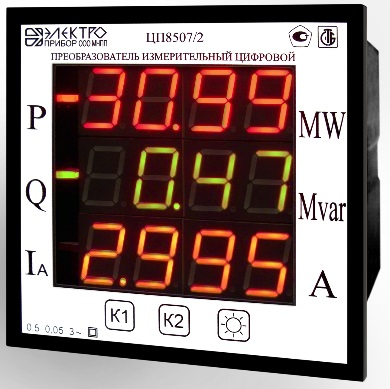 ЭЛЕКТРО
ПРИБОР ООО МНПП
ЦП8507/2
ПРЕОБРАЗОВАТЕЛЬ ИЗМЕРИТЕЛЬНЫЙ ЦИФРОВОЙ
P -30.99 MW
Q -0.47 Mvar
IA 2.995 A
K1 K2
0.5 0.05 3~